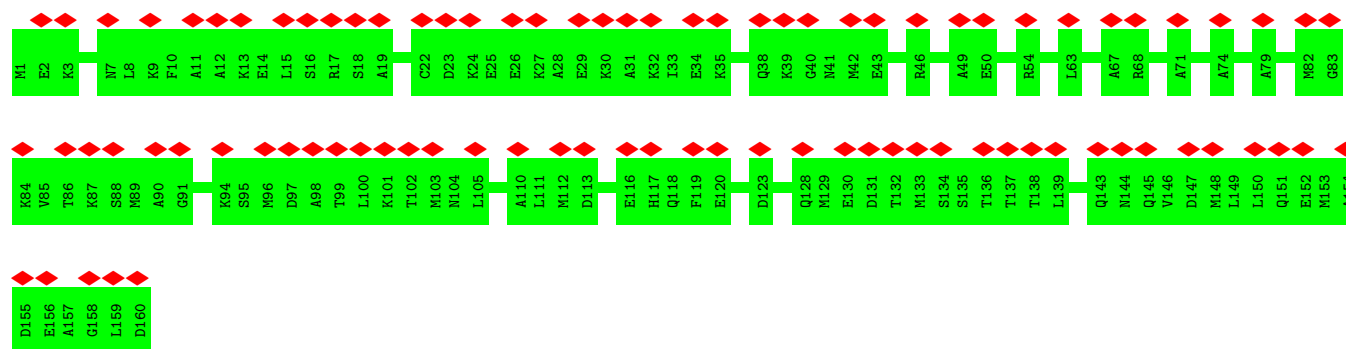 M1 E2 K3 N7 L8 K9 F10 A11 A12 K13 E14 L15 S16 R17 S18 A19 C22 D23 K24 E25 E26 K27 A28 E29 K30 A31 K32 I33 E34 K35 Q38 K39 G40 N41 M42 E43 R46 A49 E50 R54 L63 A67 R68 A71 A74 A79 M82 G83
K84 V85 T86 K87 S88 M89 A90 G91 K94 S95 M96 D97 A98 T99 L100 K101 T102 M103 N104 L105 A110 L111 M112 D113 E116 H117 Q118 F119 E120 D123 Q128 M129 E130 D131 T132 M133 S134 S135 T136 T137 T138 L139 Q143 N144 Q145 V146 D147 M148 L149 L150 Q151 E152 M153 A154
D155 E156 A157 G158 L159 D160